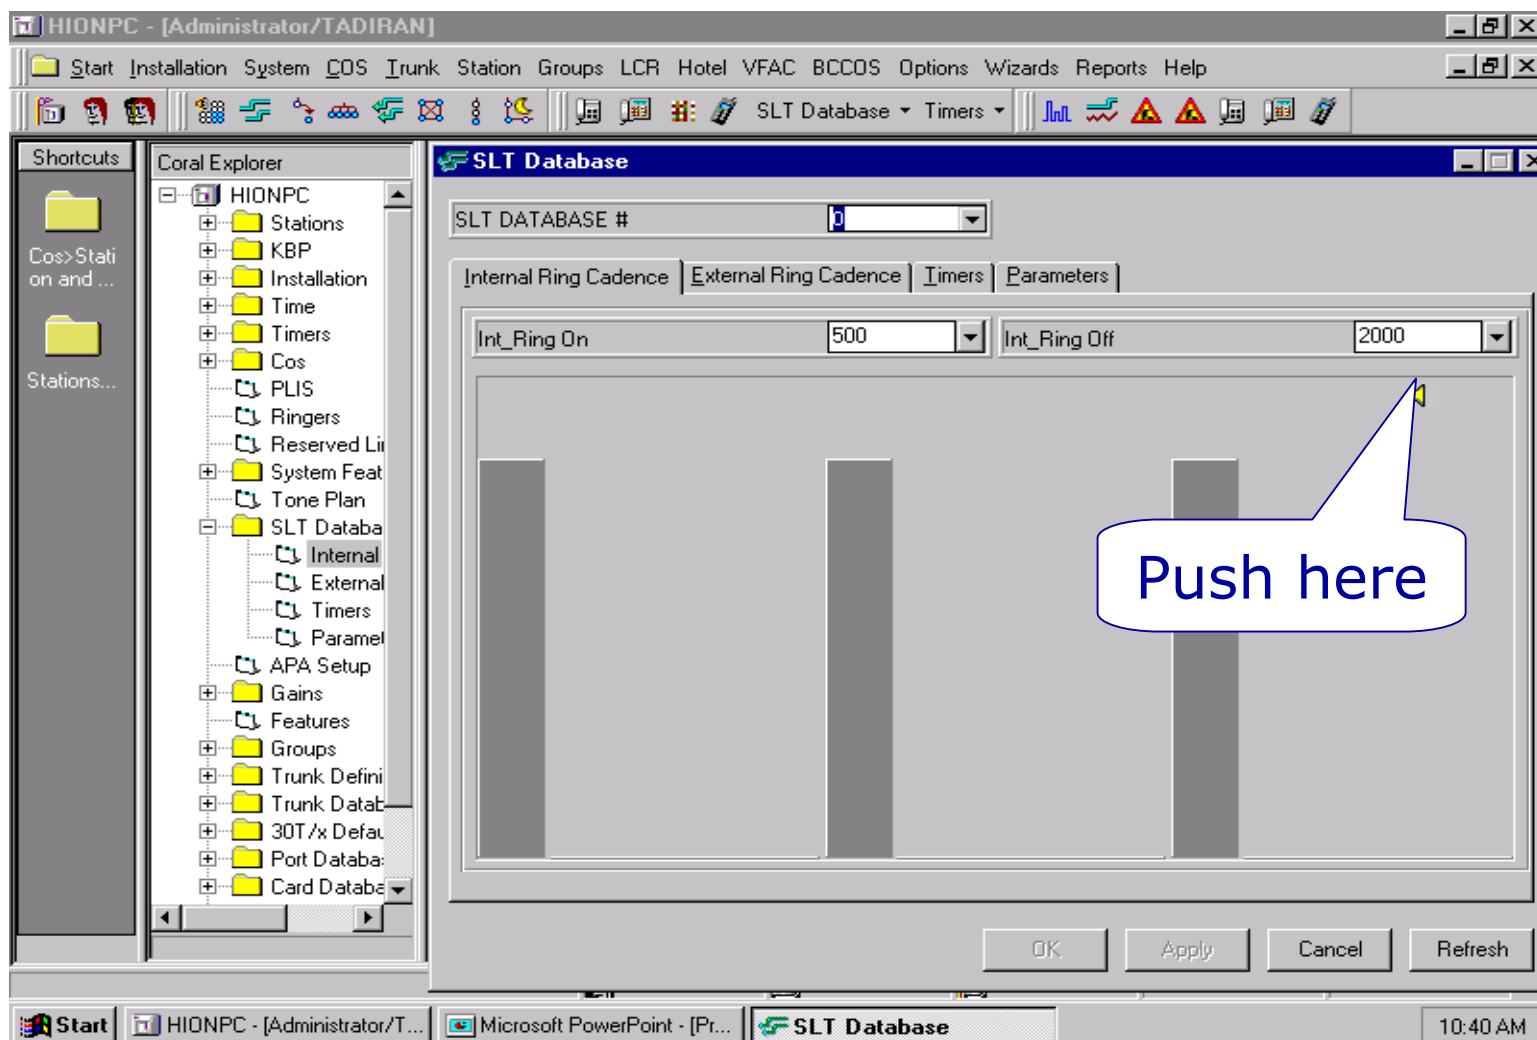 HIONPC - [Administrator/TADIRAN]
Start Installation System COS Trunk Station Groups LCR Hotel VFAC BCCOS Options Wizards Reports Help
SLT Database Timers
Shortcuts
Cos>Stati
on and ...
Stations...
Coral Explorer
HIONPC
Stations
KBP
Installation
Time
Timers
Cos
PLIS
Ringers
Reserved Li
System Feat
Tone Plan
SLT Databa
Internal
External
Timers
Paramet
APA Setup
Gains
Features
Groups
Trunk Defini
Trunk Datab
30T/x Defau
Port Databa
Card Databa
SLT Database
SLT DATABASE # 0
Internal Ring Cadence External Ring Cadence Timers Parameters
Int_Ring On 500 Int_Ring Off 2000
Push here
OK Apply Cancel Refresh
Start HIONPC - [Administrator/T... Microsoft PowerPoint - [Pr... SLT Database 10:40 AM